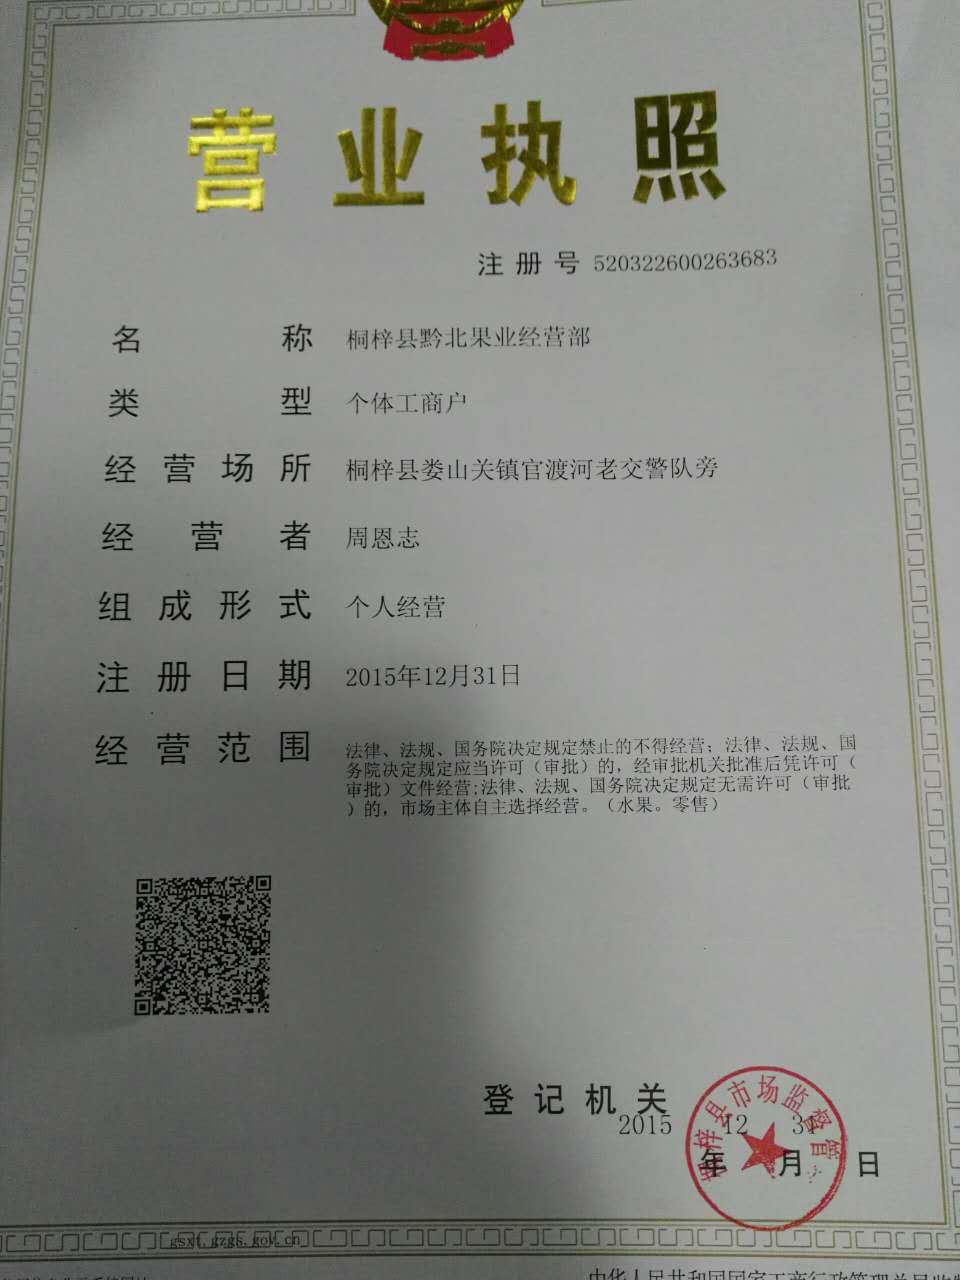 营业执照
注册号 520322600263683
名称 桐梓县黔北果业经营部
类型 个体工商户
经营场所 桐梓县娄山关镇官渡河老交警队旁
经营者 周恩志
组成形式 个人经营
注册日期 2015年12月31日
经营范围 法律、法规、国务院决定规定禁止的不得经营；法律、法规、国
务院决定规定应当许可（审批）的，经审批机关批准后凭许可（
审批）文件经营;法律、法规、国务院决定规定无需许可（审批
）的，市场主体自主选择经营。（水果。零售）
登记机关
桐梓县市场监督管
2015 12 31
年 月 日
gsxt.gzgs.gov.cn
中华人民共和国国家工商行政管理总局监